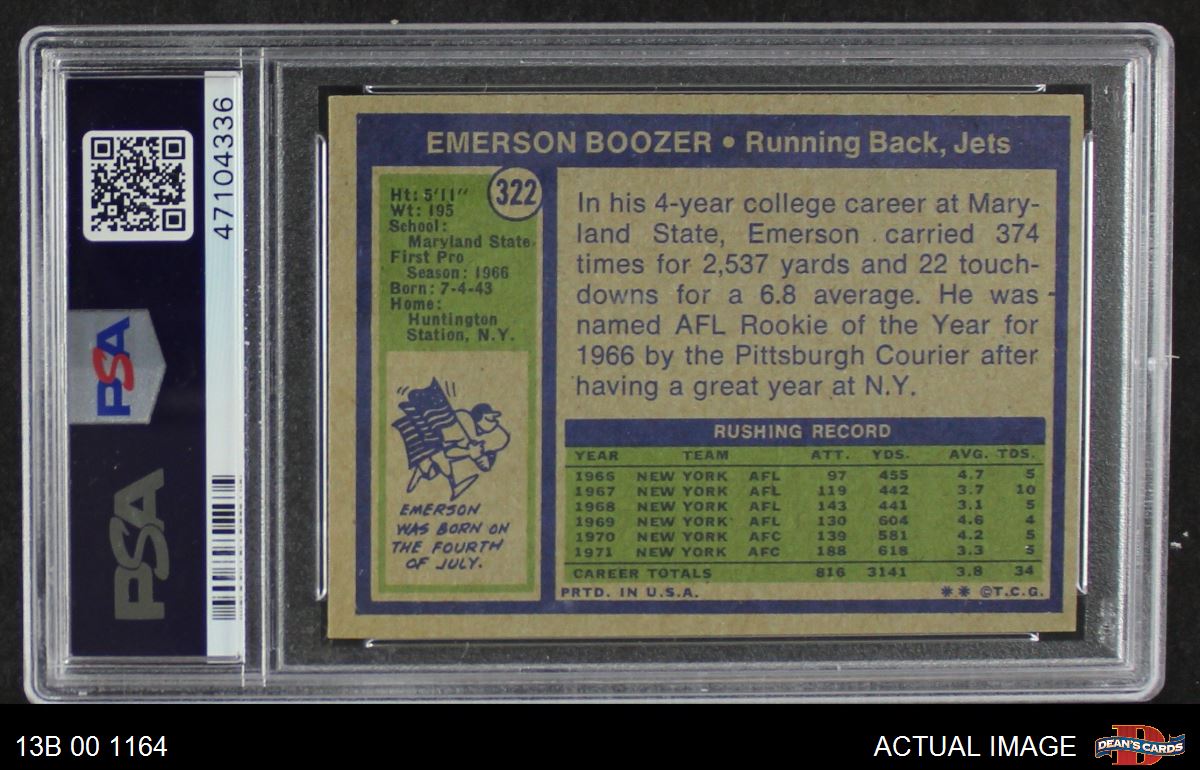 47104336
PSA
PSA
EMERSON BOOZER • Running Back, Jets
322
Ht: 5'11"
Wt: 195
School:
Maryland State
First Pro
Season: 1966
Born: 7-4-43
Home:
Huntington
Station, N.Y.
EMERSON
WAS BORN ON
THE FOURTH
OF JULY.
In his 4-year college career at Mary-
land State, Emerson carried 374
times for 2,537 yards and 22 touch-
downs for a 6.8 average. He was
named AFL Rookie of the Year for
1966 by the Pittsburgh Courier after
having a great year at N.Y.
RUSHING RECORD
YEAR TEAM ATT. YDS. AVG. TDS.
1966 NEW YORK AFL 97 455 4.7 5
1967 NEW YORK AFL 119 442 3.7 10
1968 NEW YORK AFL 143 441 3.1 5
1969 NEW YORK AFL 130 604 4.6 4
1970 NEW YORK AFC 139 581 4.2 5
1971 NEW YORK AFC 188 618 3.3 5
CAREER TOTALS 816 3141 3.8 34
PRTD. IN U.S.A. ** ©T.C.G.
13B 00 1164
ACTUAL IMAGE
D
DEAN'S CARDS